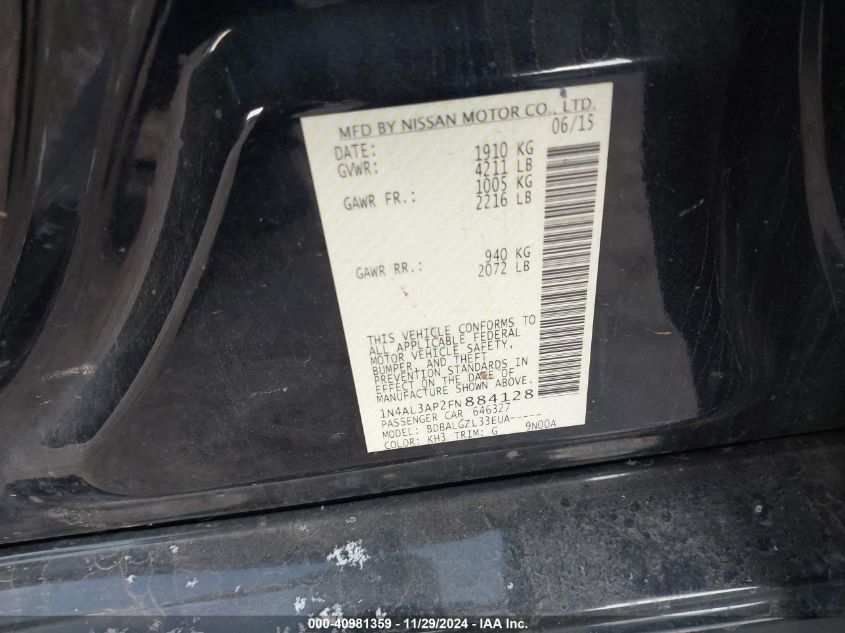 MFD BY NISSAN MOTOR CO., LTD.
DATE: 06/15
GVWR: 1910 KG
4211 LB
GAWR FR.: 1005 KG
2216 LB
GAWR RR.: 940 KG
2072 LB
THIS VEHICLE CONFORMS TO
ALL APPLICABLE FEDERAL
MOTOR VEHICLE SAFETY,
BUMPER, AND THEFT
PREVENTION STANDARDS IN
EFFECT ON THE DATE OF
MANUFACTURE SHOWN ABOVE.
1N4AL3AP2FN884128
PASSENGER CAR 646327
MODEL: BDBALGZL33EUA-----
COLOR: KH3 TRIM: G 9N00A
000-40981359 - 11/29/2024 - IAA Inc.